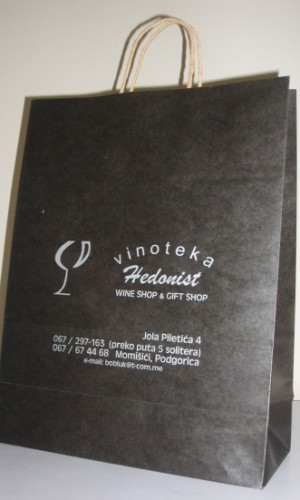 vinoteka
Hedonist
WINE SHOP & GIFT SHOP
Jola Piletića 4
067 / 297-163 (preko puta 5 solitera)
067 / 67 44 68 Momišići, Podgorica
e-mail: bobluk@t-com.me